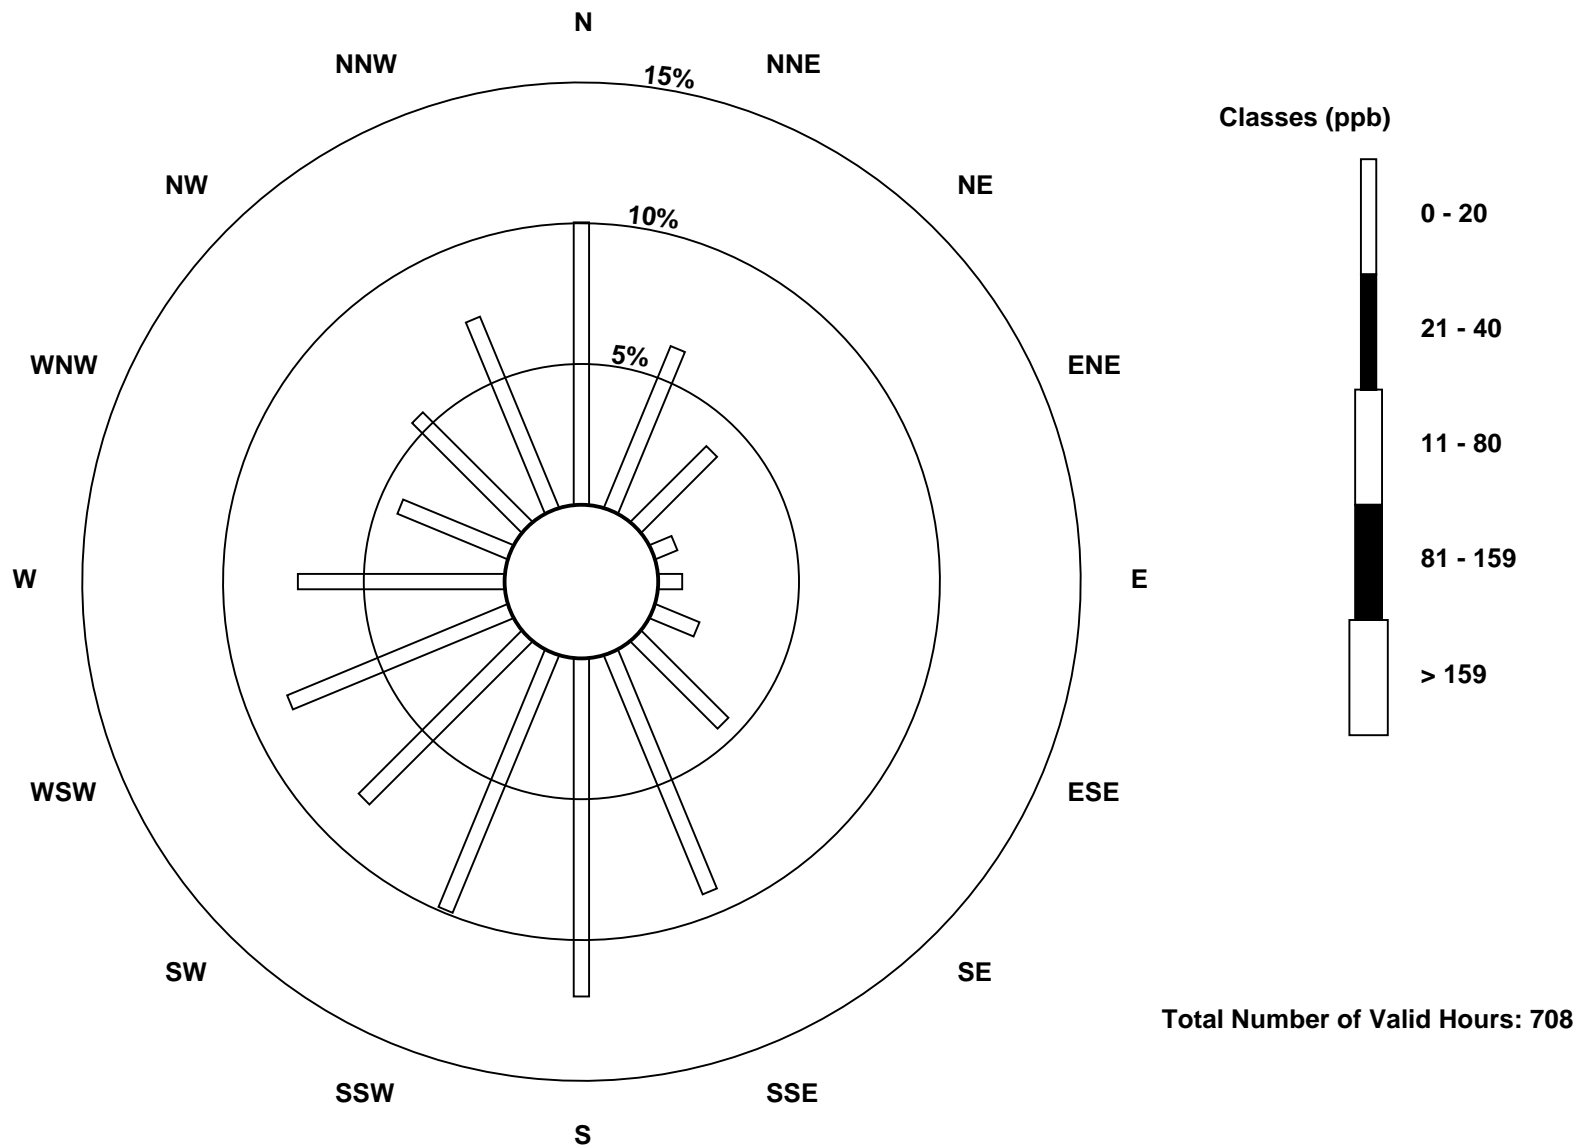 N
NNW
NNE
15%
Classes (ppb)
NW
NE
0 - 20
10%
21 - 40
5%
WNW
ENE
11 - 80
81 - 159
W
E
> 159
WSW
ESE
SW
SE
Total Number of Valid Hours: 708
SSW
SSE
S